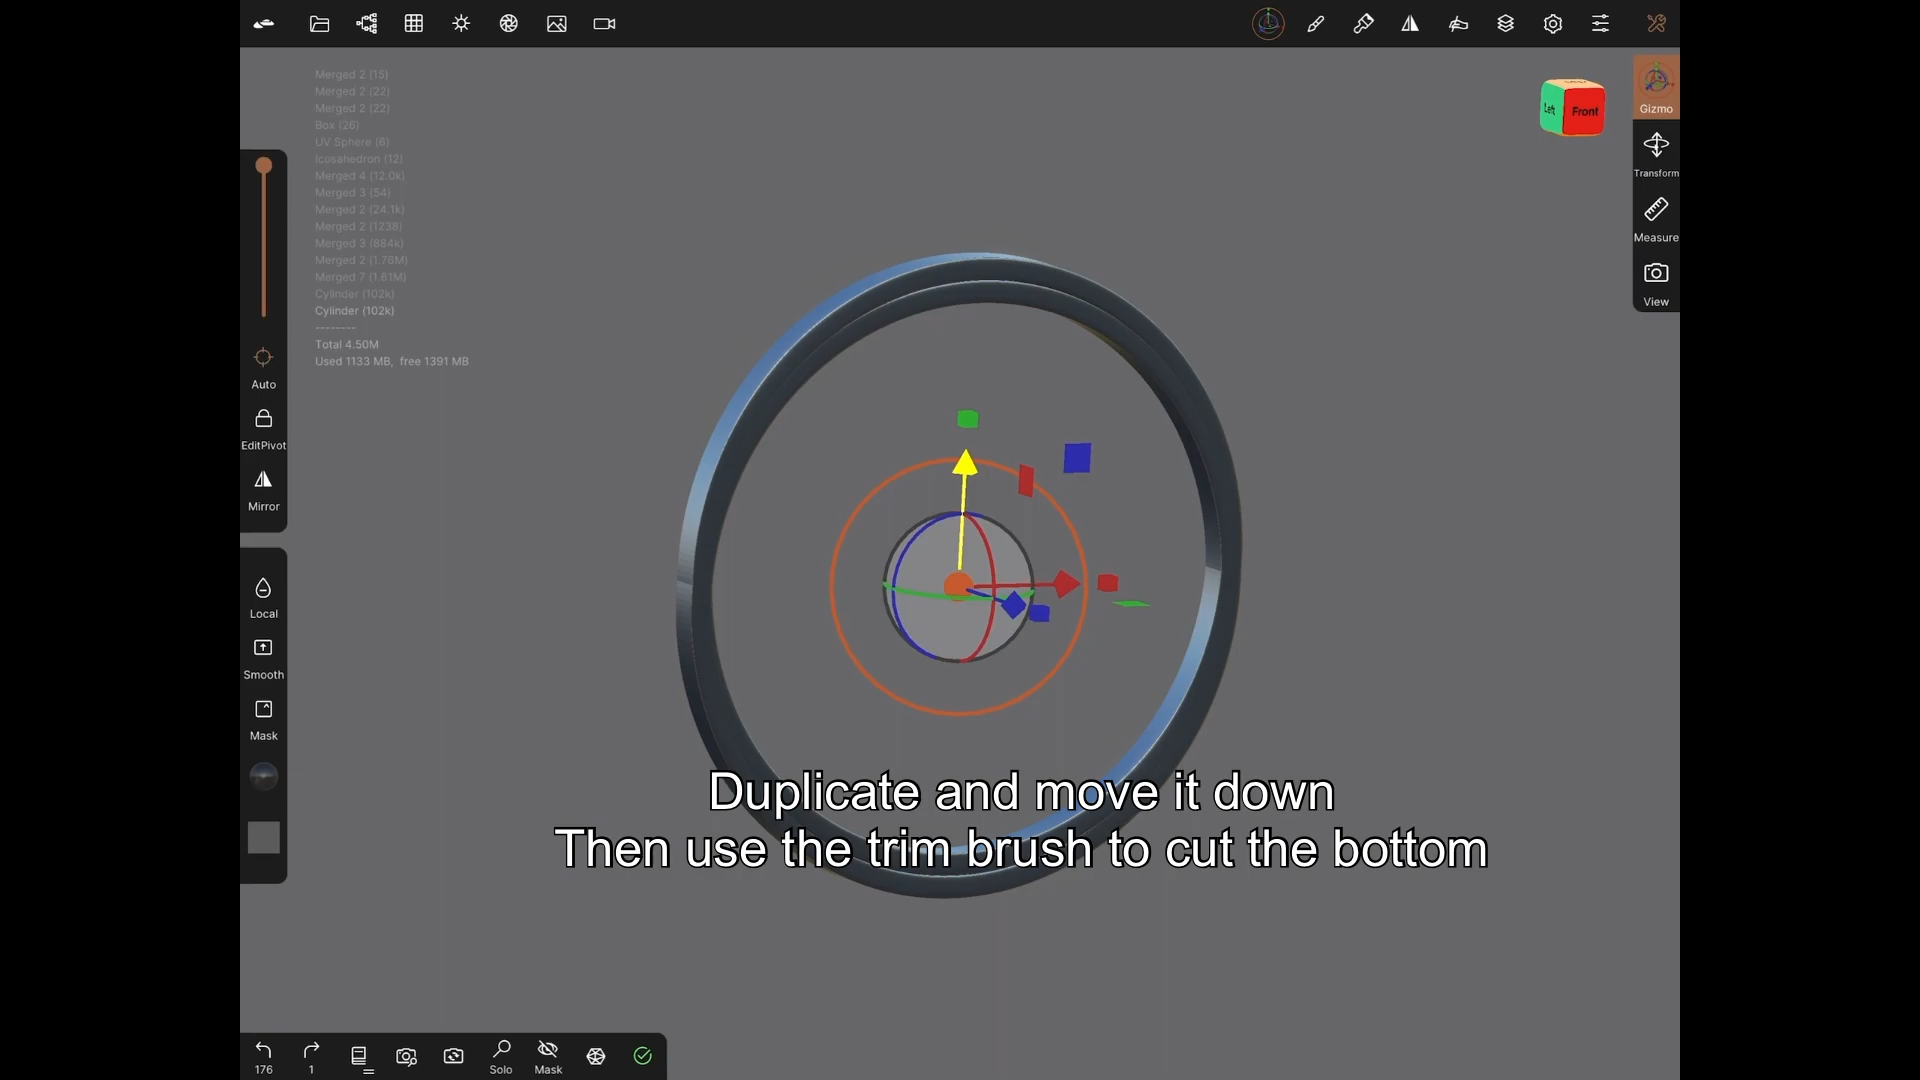 Merged 2 (15)
Merged 2 (22)
Merged 2 (22)
Box (26)
UV Sphere (6)
Icosahedron (12)
Merged 4 (12.0k)
Merged 3 (54)
Merged 2 (24.1k)
Merged 2 (1238)
Merged 3 (884k)
Merged 2 (1.76M)
Merged 7 (1.61M)
Cylinder (102k)
Cylinder (102k)
--------
Total 4.50M
Used 1133 MB, free 1391 MB
Left
Front
Gizmo
Transform
Measure
View
Auto
EditPivot
Mirror
Local
Smooth
Mask
Duplicate and move it down
Then use the trim brush to cut the bottom
176
1
Solo
Mask